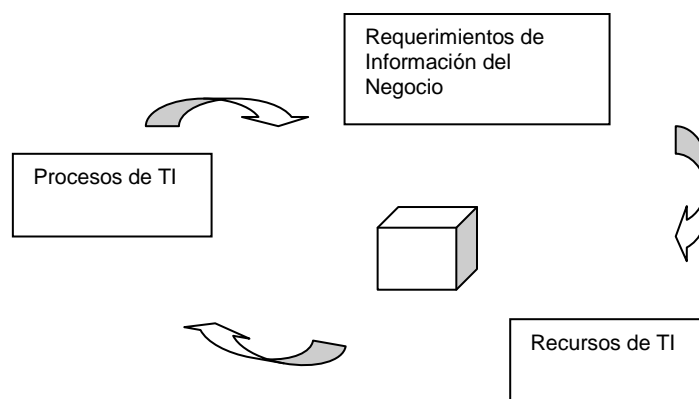 Requerimientos de
Información del
Negocio
Procesos de TI
Recursos de TI